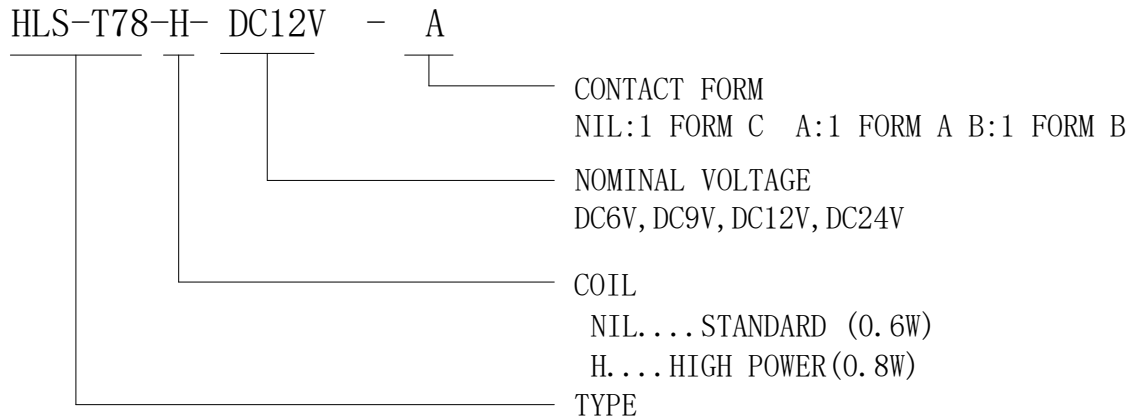 HLS-T78-H- DC12V - A
CONTACT FORM
NIL:1 FORM C A:1 FORM A B:1 FORM B
NOMINAL VOLTAGE
DC6V,DC9V,DC12V,DC24V
COIL
NIL....STANDARD (0.6W)
H....HIGH POWER(0.8W)
TYPE